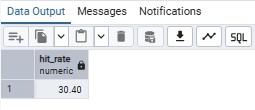 Data Output Messages Notifications
SQL
hit_rate
numeric
1 30.40